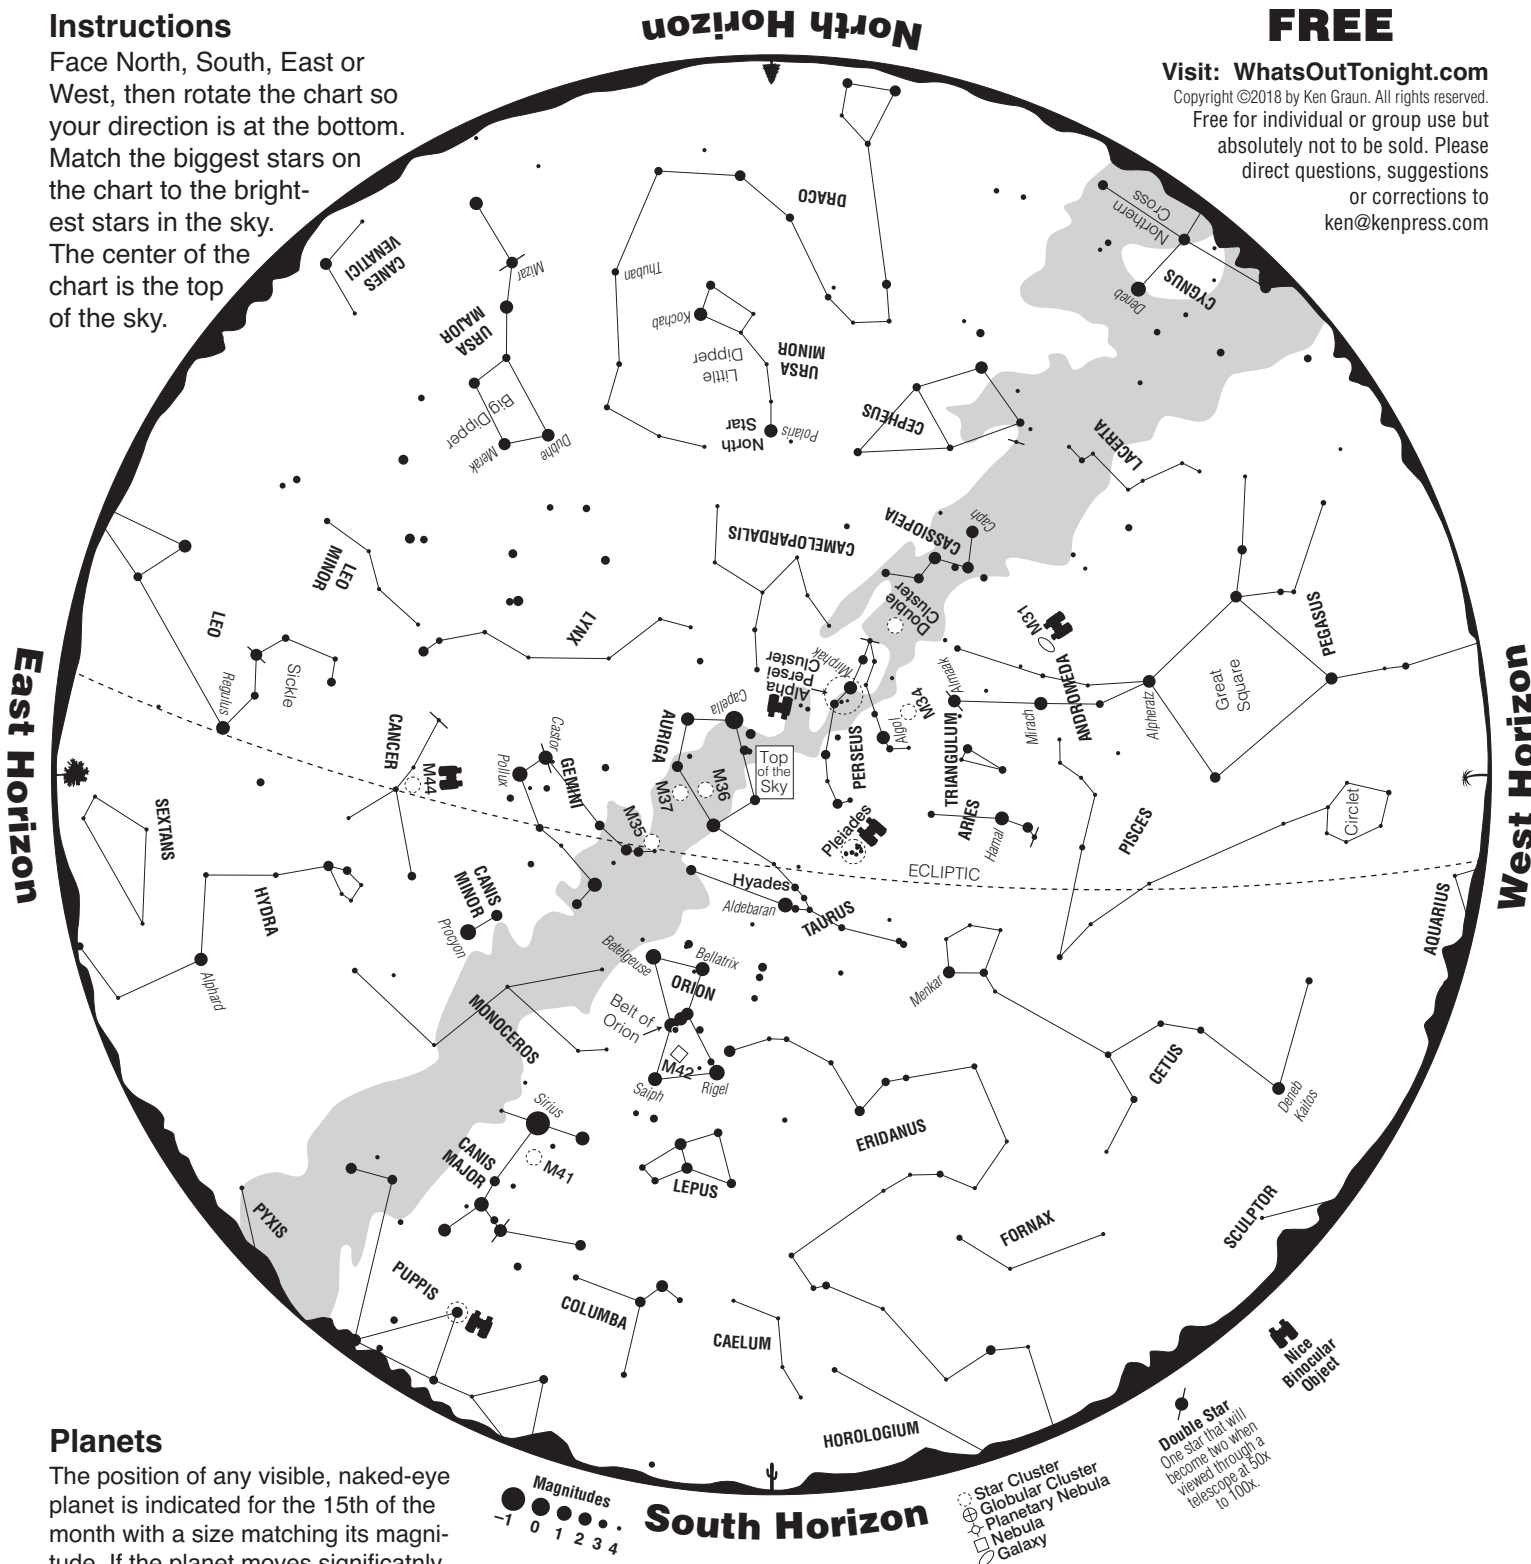 Instructions
Face North, South, East or
West, then rotate the chart so
your direction is at the bottom.
Match the biggest stars on
the chart to the bright-
est stars in the sky.
The center of the
chart is the top
of the sky.
North Horizon
FREE
Visit: WhatsOutTonight.com
Copyright ©2018 by Ken Graun. All rights reserved.
Free for individual or group use but
absolutely not to be sold. Please
direct questions, suggestions
or corrections to
ken@kenpress.com
DRACO
Northern
Cross
CYGNUS
Deneb
CANES
VENATICI
Mizar
URSA
MAJOR
Thuban
Kochab
Little
Dipper
URSA
MINOR
Big Dipper
Merak
Dubhe
North
Star
Polaris
CEPHEUS
LACERTA
CAMELOPARDALIS
CASSIOPEIA
Caph
Double
Cluster
LEO
MINOR
LEO
LYNX
M31
PEGASUS
East Horizon
Regulus
Sickle
Alpha
Persei
Cluster
Mirphak
Capella
Almaak
ANDROMEDA
Great
Square
West Horizon
CANCER
M44
Castor
Pollux
GEMINI
AURIGA
M37
M36
Top
of the
Sky
PERSEUS
Algol
M34
TRIANGULUM
Mirach
Alpheratz
SEXTANS
M35
Pleiades
ARIES
Hamal
PISCES
Circlet
ECLIPTIC
HYDRA
CANIS
MINOR
Procyon
Hyades
Aldebaran
TAURUS
AQUARIUS
Alphard
Betelgeuse
Bellatrix
ORION
Menkar
MONOCEROS
Belt of
Orion
M42
Saiph
Rigel
CETUS
Deneb
Kaitos
Sirius
CANIS
MAJOR
M41
LEPUS
ERIDANUS
PYXIS
FORNAX
SCULPTOR
PUPPIS
COLUMBA
CAELUM
HOROLOGIUM
South Horizon
Planets
The position of any visible, naked-eye
planet is indicated for the 15th of the
month with a size matching its magni-
tude. If the planet moves significatnly
Magnitudes
–1 0 1 2 3 4
Star Cluster
Globular Cluster
Planetary Nebula
Nebula
Galaxy
Double Star
One star that will
become two when
viewed through a
telescope at 50x
to 100x.
Nice
Binocular
Object